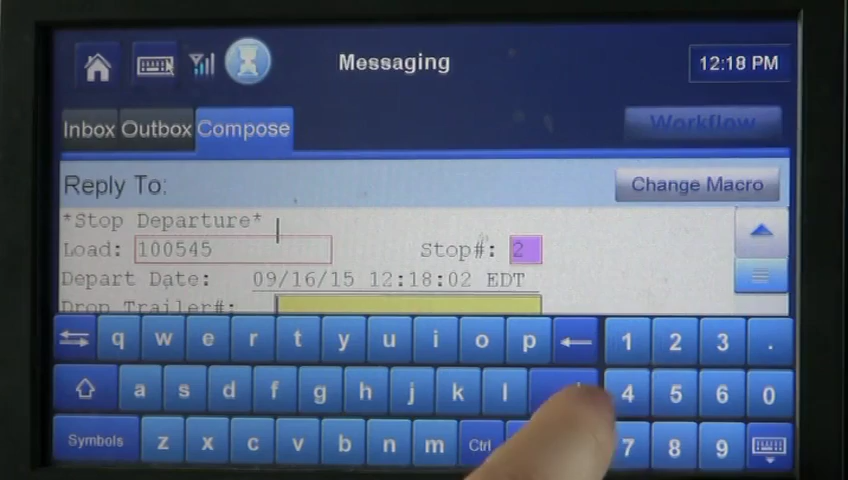 Messaging
12:18 PM
Inbox Outbox Compose
Workflow
Reply To:
Change Macro
*Stop Departure*
Load: 100545 Stop#: 2
Depart Date: 09/16/15 12:18:02 EDT
Drop Trailer#:
q w e r t y u i o p 1 2 3 .
a s d f g h j k l 4 5 6 0
Symbols z x c v b n m Ctrl 7 8 9